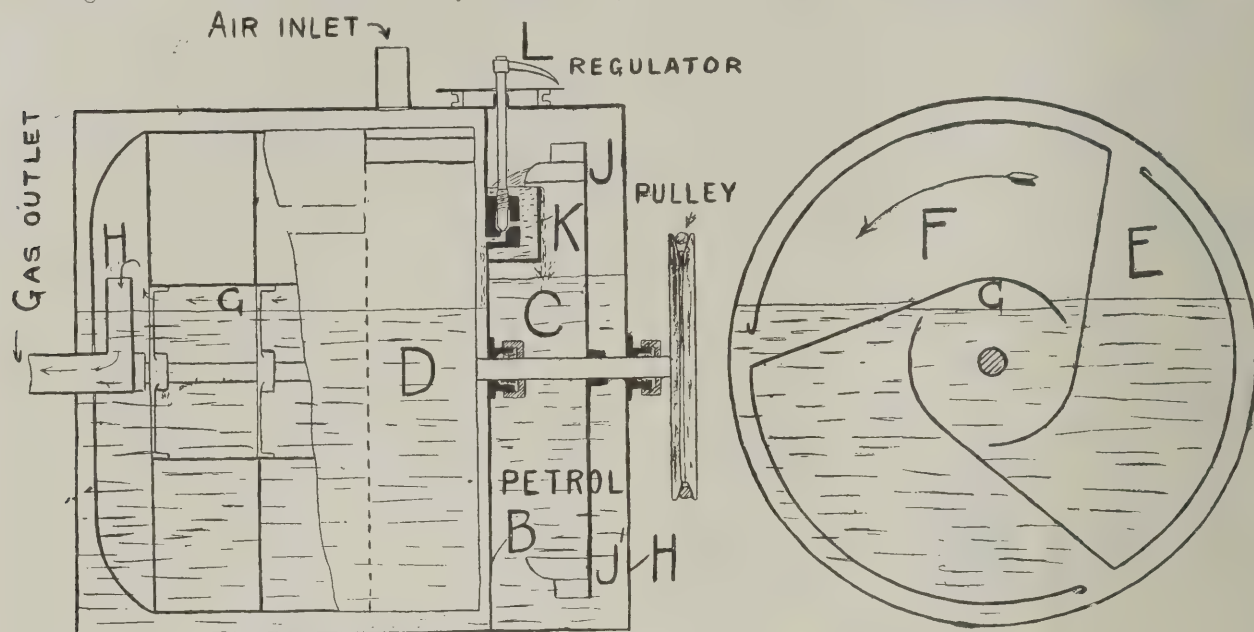 AIR INLET
L
REGULATOR
GAS OUTLET
H
J
K
PULLEY
G
C
D
F
E
G
PETROL
B
J
H